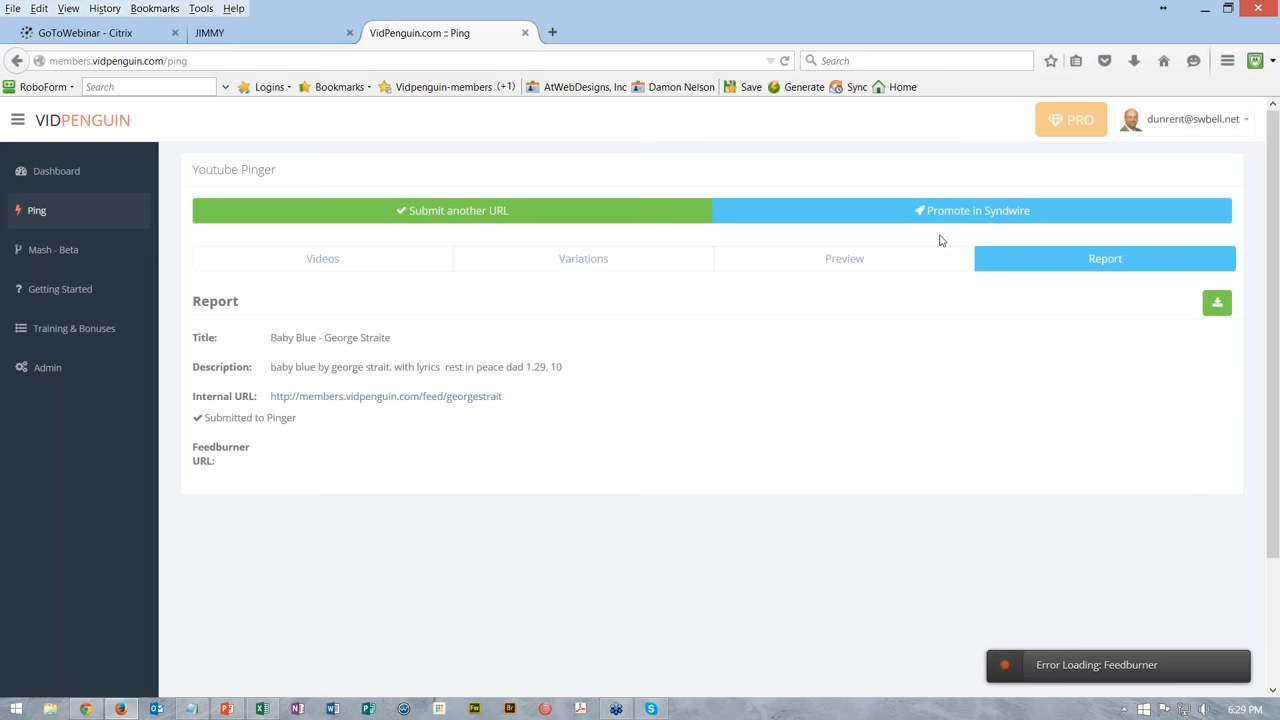 File Edit View History Bookmarks Tools Help
GoToWebinar - Citrix × JIMMY × VidPenguin.com :: Ping × +
members.vidpenguin.com/ping Search
RoboForm Search Logins Bookmarks Vidpenguin-members (+1) AtWebDesigns, Inc Damon Nelson Save Generate Sync Home
VIDPENGUIN PRO dunrent@swbell.net
Dashboard
Ping
Mash - Beta
Getting Started
Training & Bonuses
Admin
Youtube Pinger
Submit another URL Promote in Syndwire
Videos Variations Preview Report
Report
Title: Baby Blue - George Straite
Description: baby blue by george strait. with lyrics rest in peace dad 1.29. 10
Internal URL: http://members.vidpenguin.com/feed/georgestrait
Submitted to Pinger
Feedburner
URL:
Error Loading: Feedburner
6:29 PM